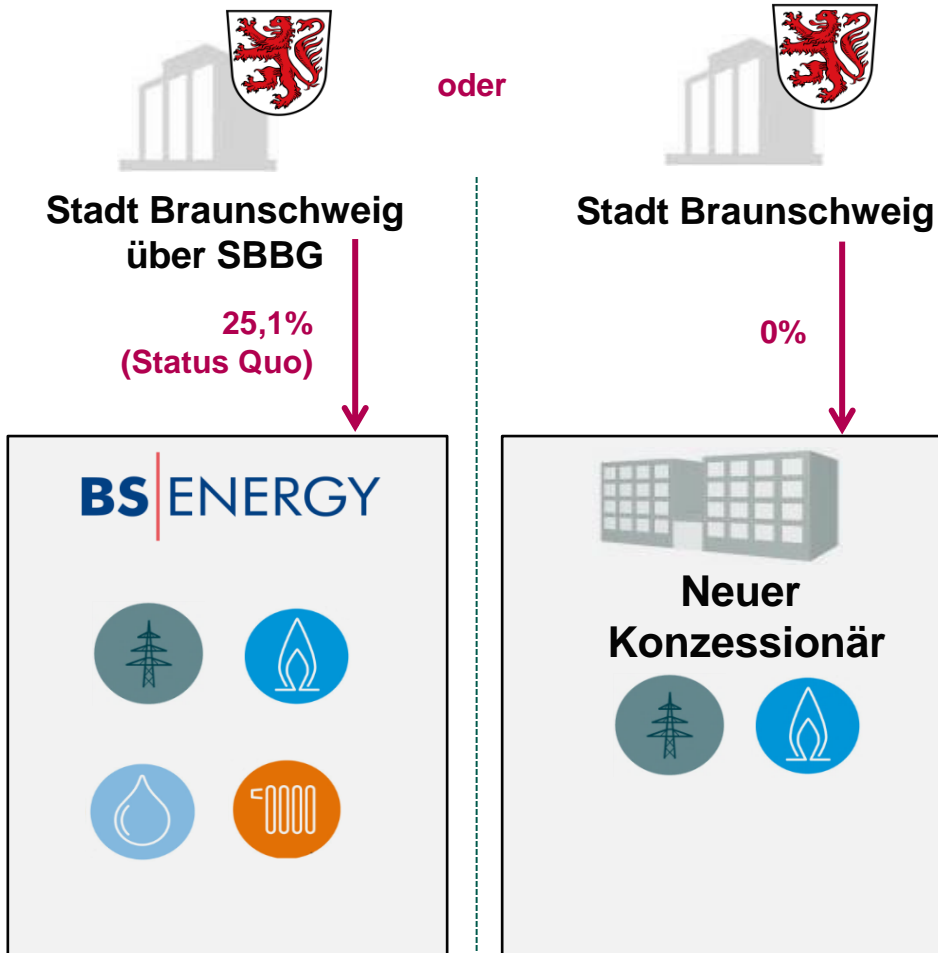 oder
Stadt Braunschweig
über SBBG
25,1%
(Status Quo)
BS ENERGY
Stadt Braunschweig
0%
Neuer
Konzessionär